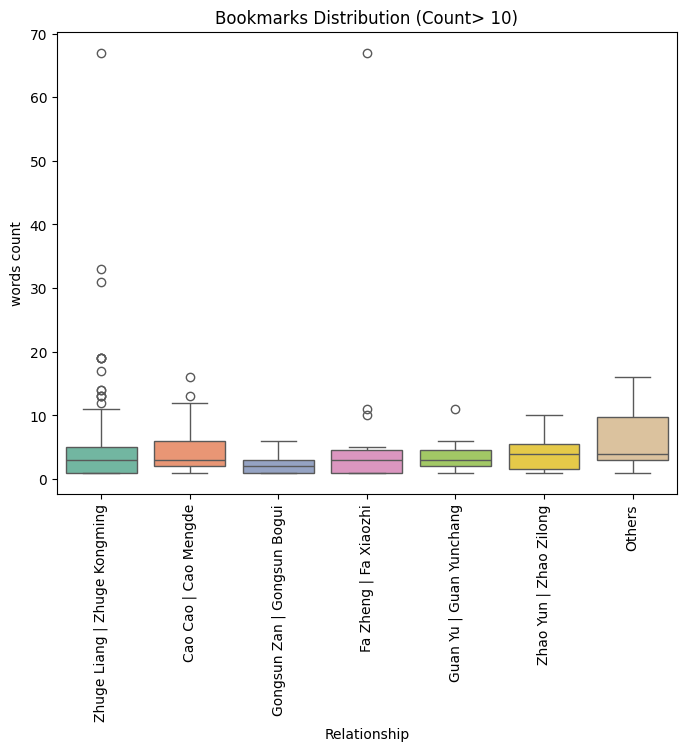 Bookmarks Distribution (Count> 10)
words count
70
60
50
40
30
20
10
0
Zhuge Liang | Zhuge Kongming
Cao Cao | Cao Mengde
Gongsun Zan | Gongsun Bogui
Fa Zheng | Fa Xiaozhi
Guan Yu | Guan Yunchang
Zhao Yun | Zhao Zilong
Others
Relationship